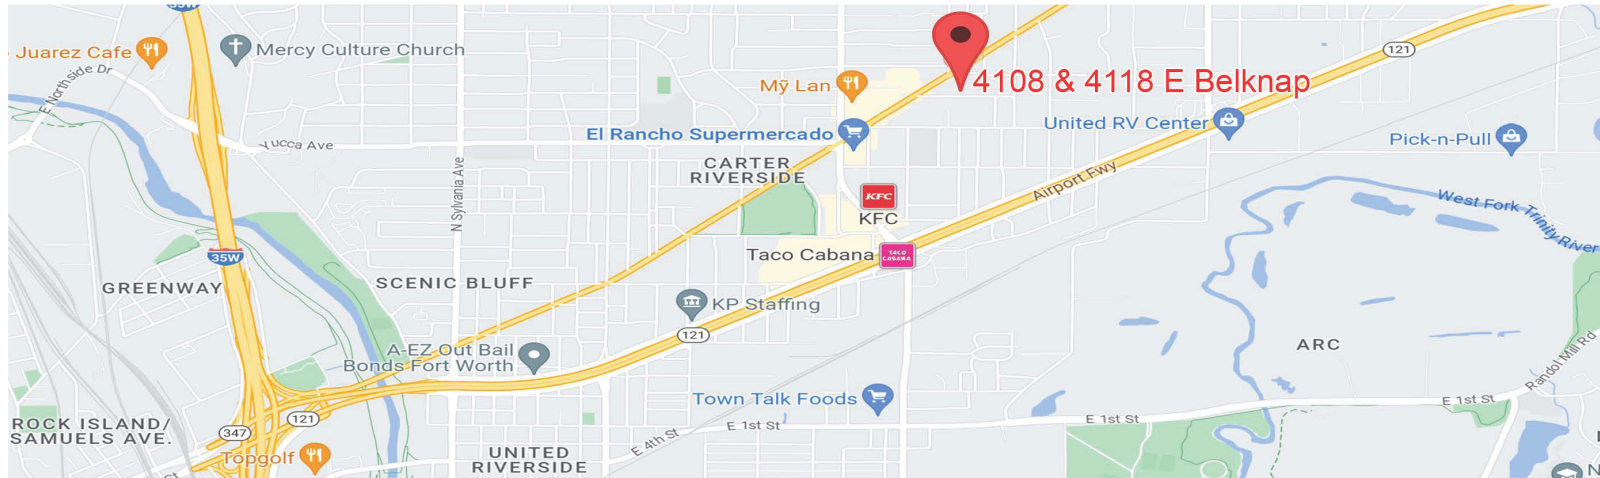 35W
Juarez Cafe
Mercy Culture Church
E Northside Dr
Yucca Ave
N Sylvania Ave
Mỹ Lan
4108 & 4118 E Belknap
121
El Rancho Supermercado
United RV Center
Pick-n-Pull
CARTER
RIVERSIDE
Airport Fwy
KFC
KFC
West Fork Trinity River
35W
Taco Cabana
TACO
CABANA
GREENWAY
SCENIC BLUFF
KP Staffing
121
A-EZ Out Bail
Bonds Fort Worth
ARC
Randol Mill Rd
Town Talk Foods
E 1st St
E 1st St
E 1st St
ROCK ISLAND/
SAMUELS AVE.
347
121
Topgolf
UNITED
RIVERSIDE
E 4th St